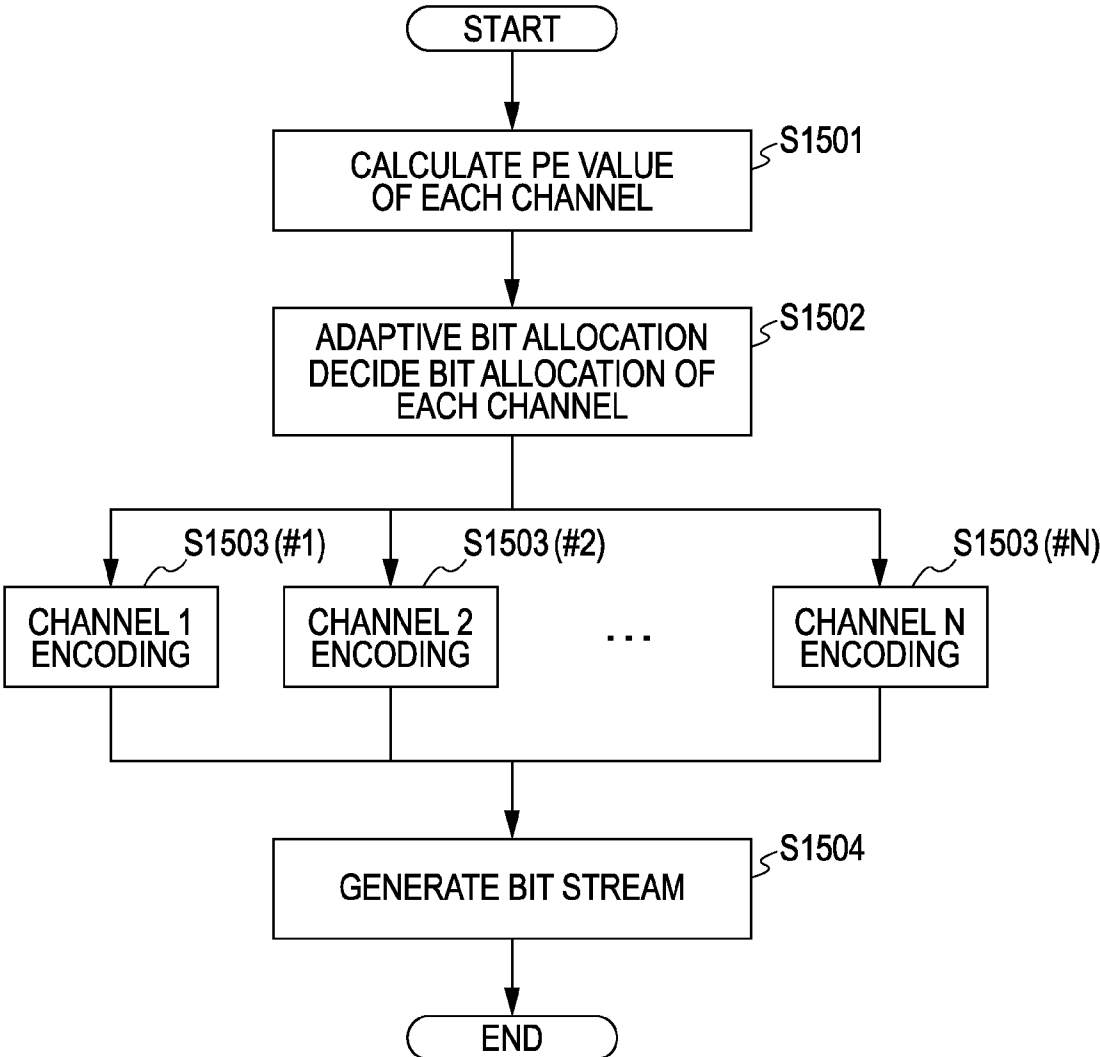 START
CALCULATE PE VALUE
OF EACH CHANNEL
S1501
ADAPTIVE BIT ALLOCATION
DECIDE BIT ALLOCATION OF
EACH CHANNEL
S1502
S1503 (#1)
S1503 (#2)
S1503 (#N)
CHANNEL 1
ENCODING
CHANNEL 2
ENCODING
...
CHANNEL N
ENCODING
S1504
GENERATE BIT STREAM
END